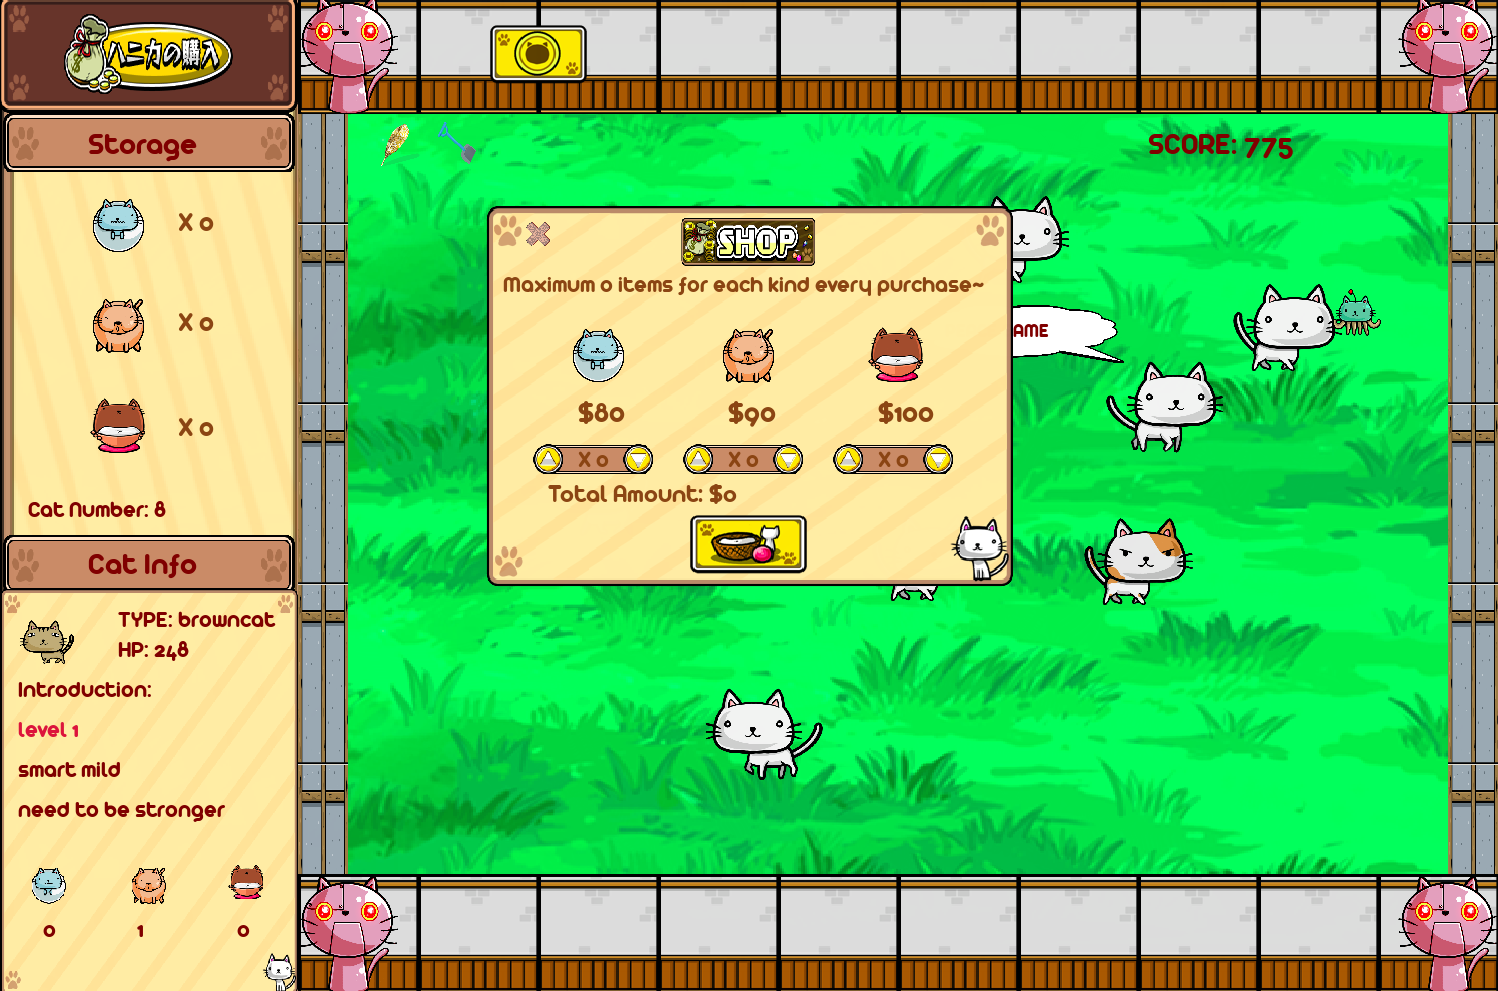 ハニカの購入
Storage
X 0
X 0
X 0
Cat Number: 8
Cat Info
TYPE: browncat
HP: 248
Introduction:
level 1
smart mild
need to be stronger
0
1
0
SCORE: 775
SHOP
Maximum 0 items for each kind every purchase~
$80
$90
$100
X 0
X 0
X 0
Total Amount: $0
AME